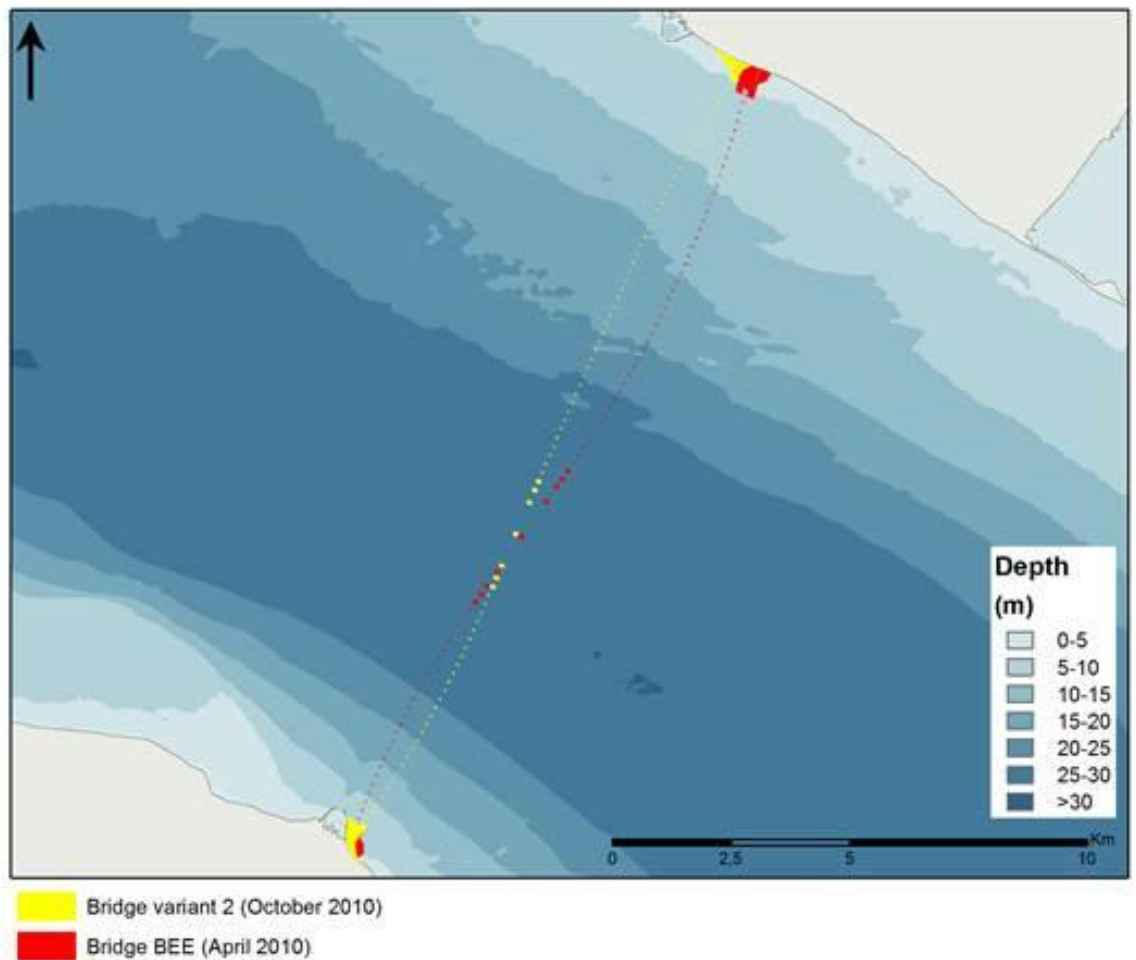 Depth
(m)
0-5
5-10
10-15
15-20
20-25
25-30
>30
Km
0 2,5 5 10
Bridge variant 2 (October 2010)
Bridge BEE (April 2010)